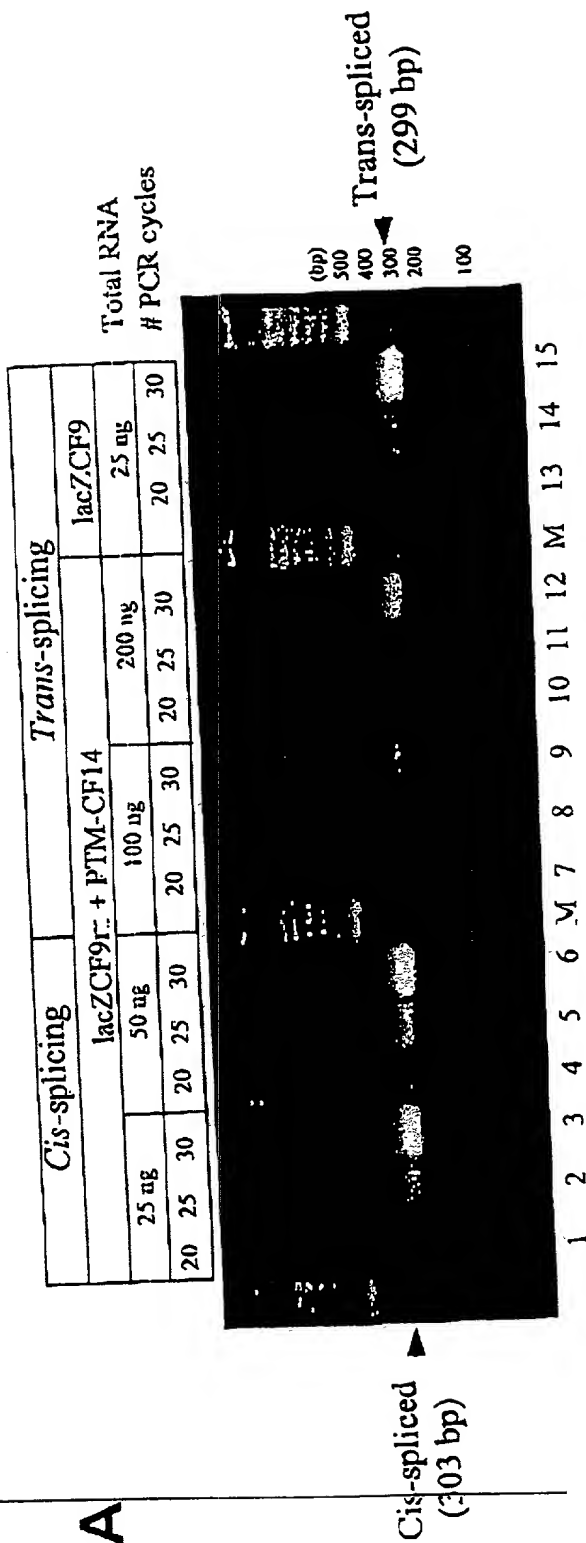 A
Cis-splicing Trans-splicing
lacZCF9m + PTM-CF14 lacZCF9
25 ng 50 ng 100 ng 200 ng 25 ng Total RNA
20 25 30 20 25 30 20 25 30 20 25 30 20 25 30 # PCR cycles
(bp)
500
400
300
200
100
Cis-spliced
(303 bp)
Trans-spliced
(299 bp)
1 2 3 4 5 6 M 7 8 9 10 11 12 M 13 14 15